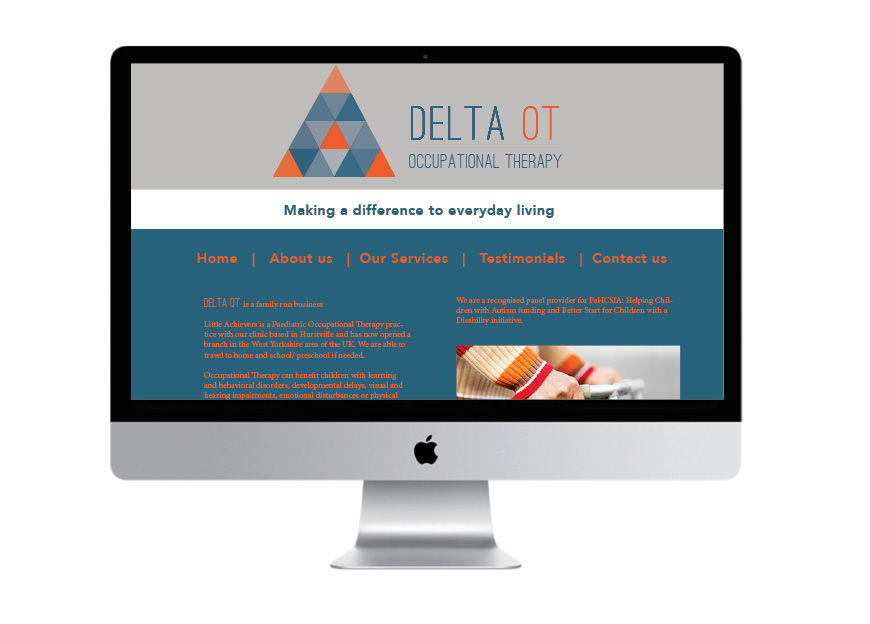 DELTA OT
OCCUPATIONAL THERAPY
Making a difference to everyday living
Home | About us | Our Services | Testimonials | Contact us
DELTA OT is a family run business
Little Achievers is a Paediatric Occupational Therapy prac-
tice with our clinic based in Hurstville and has now opened a
branch in the West Yorkshire area of the UK. We are able to
travel to home and school/ preschool if needed.
Occupational Therapy can benefit children with learning
and behavioral disorders, developmental delays, visual and
hearing impairments, emotional disturbances or physical
We are a recognised panel provider for FaHCSIA: Helping Chil-
dren with Autism funding and Better Start for Children with a
Disability initiative.